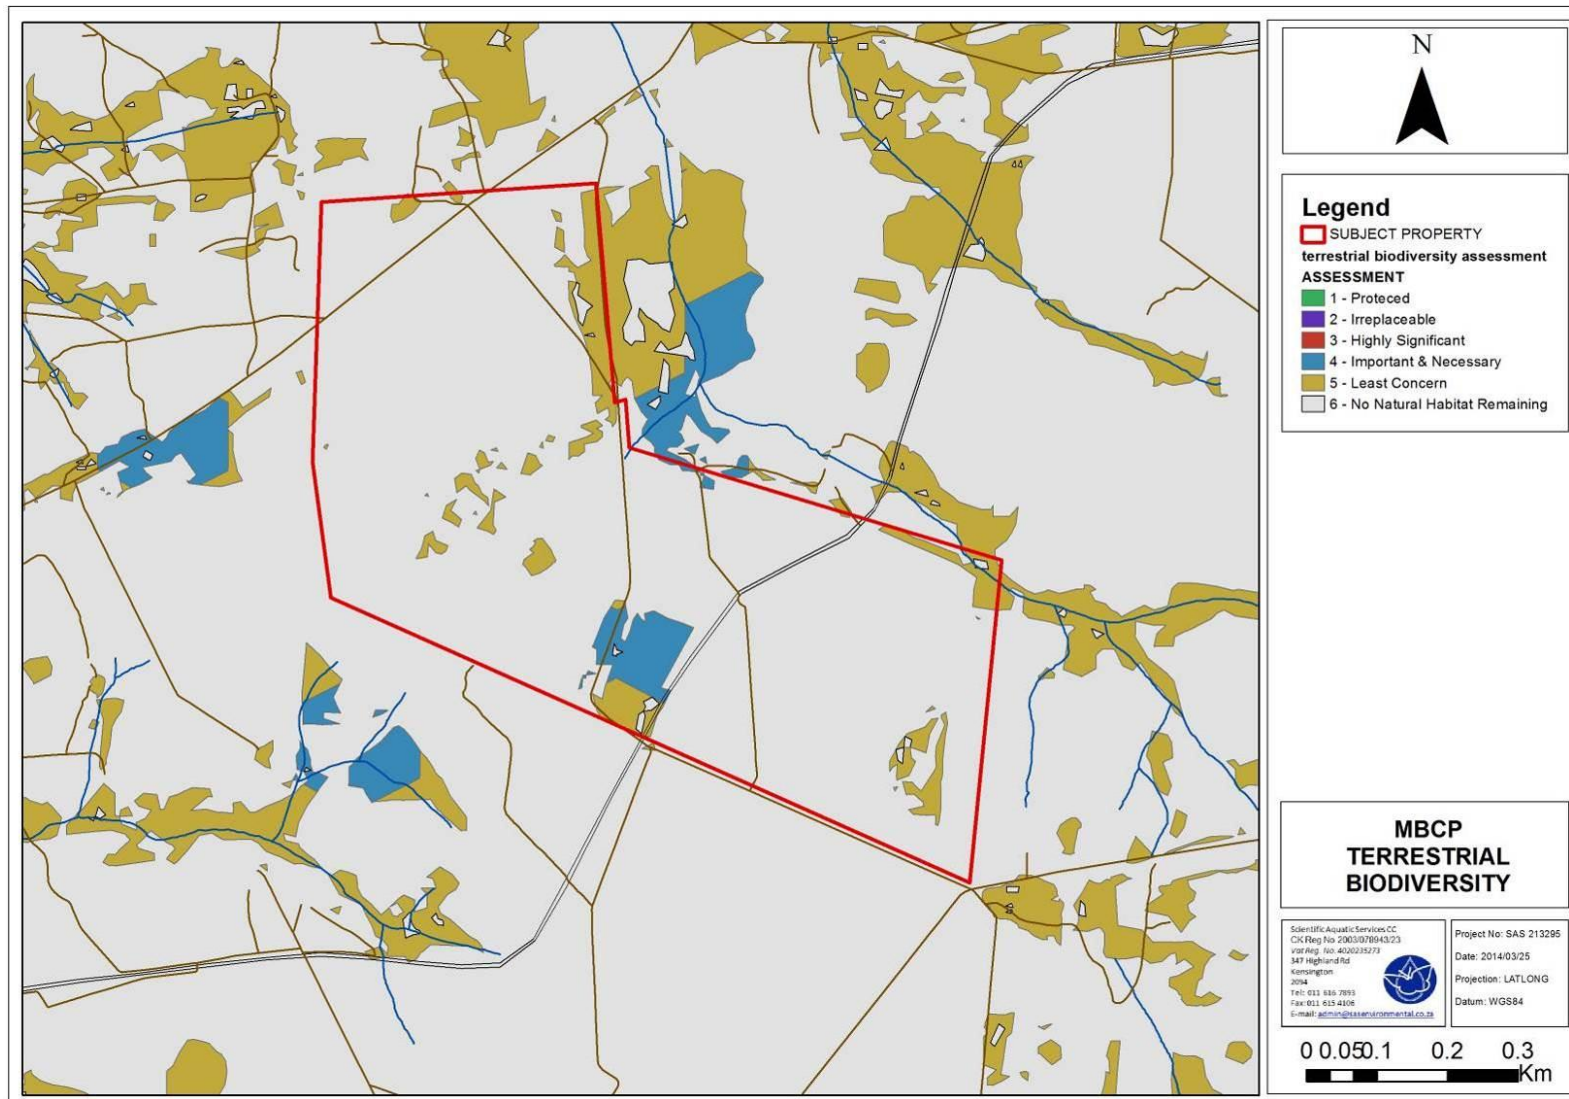 N
Legend
SUBJECT PROPERTY
terrestrial biodiversity assessment
ASSESSMENT
1 - Proteced
2 - Irreplaceable
3 - Highly Significant
4 - Important & Necessary
5 - Least Concern
6 - No Natural Habitat Remaining
MBCP
TERRESTRIAL
BIODIVERSITY
Scientific Aquatic Services CC
CK Reg No 2003/078943/23
Vat Reg. No. 4020235273
347 Highland Rd
Kensington
2094
Tel: 011 616 7893
Fax: 011 615 4106
E-mail: admin@sasenvironmental.co.za
Project No: SAS 213295
Date: 2014/03/25
Projection: LATLONG
Datum: WGS84
0 0.05 0.1 0.2 0.3
Km